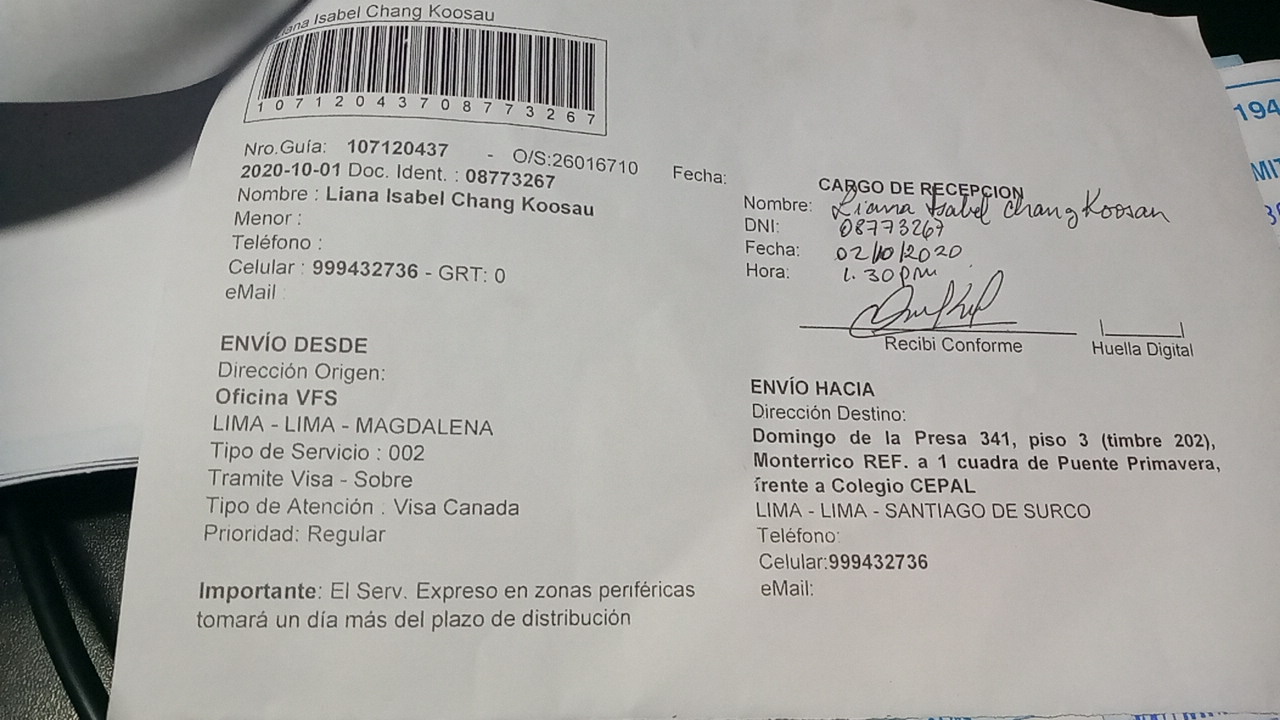 Liana Isabel Chang Koosau
10712043708773267
Nro.Guía: 107120437 - O/S:26016710 Fecha:
2020-10-01 Doc. Ident. : 08773267
Nombre : Liana Isabel Chang Koosau
Menor :
Teléfono :
Celular : 999432736 - GRT: 0
eMail :
ENVÍO DESDE
Dirección Origen:
Oficina VFS
LIMA - LIMA - MAGDALENA
Tipo de Servicio : 002
Tramite Visa - Sobre
Tipo de Atención : Visa Canada
Prioridad: Regular
Importante: El Serv. Expreso en zonas periféricas
tomará un día más del plazo de distribución
CARGO DE RECEPCION
Nombre: Liana Isabel Chang Koosau
DNI: 08773267
Fecha: 02/10/2020
Hora: 1.30pm
Recibi Conforme
Huella Digital
ENVÍO HACIA
Dirección Destino:
Domingo de la Presa 341, piso 3 (timbre 202),
Monterrico REF. a 1 cuadra de Puente Primavera,
frente a Colegio CEPAL
LIMA - LIMA - SANTIAGO DE SURCO
Teléfono:
Celular:999432736
eMail:
194